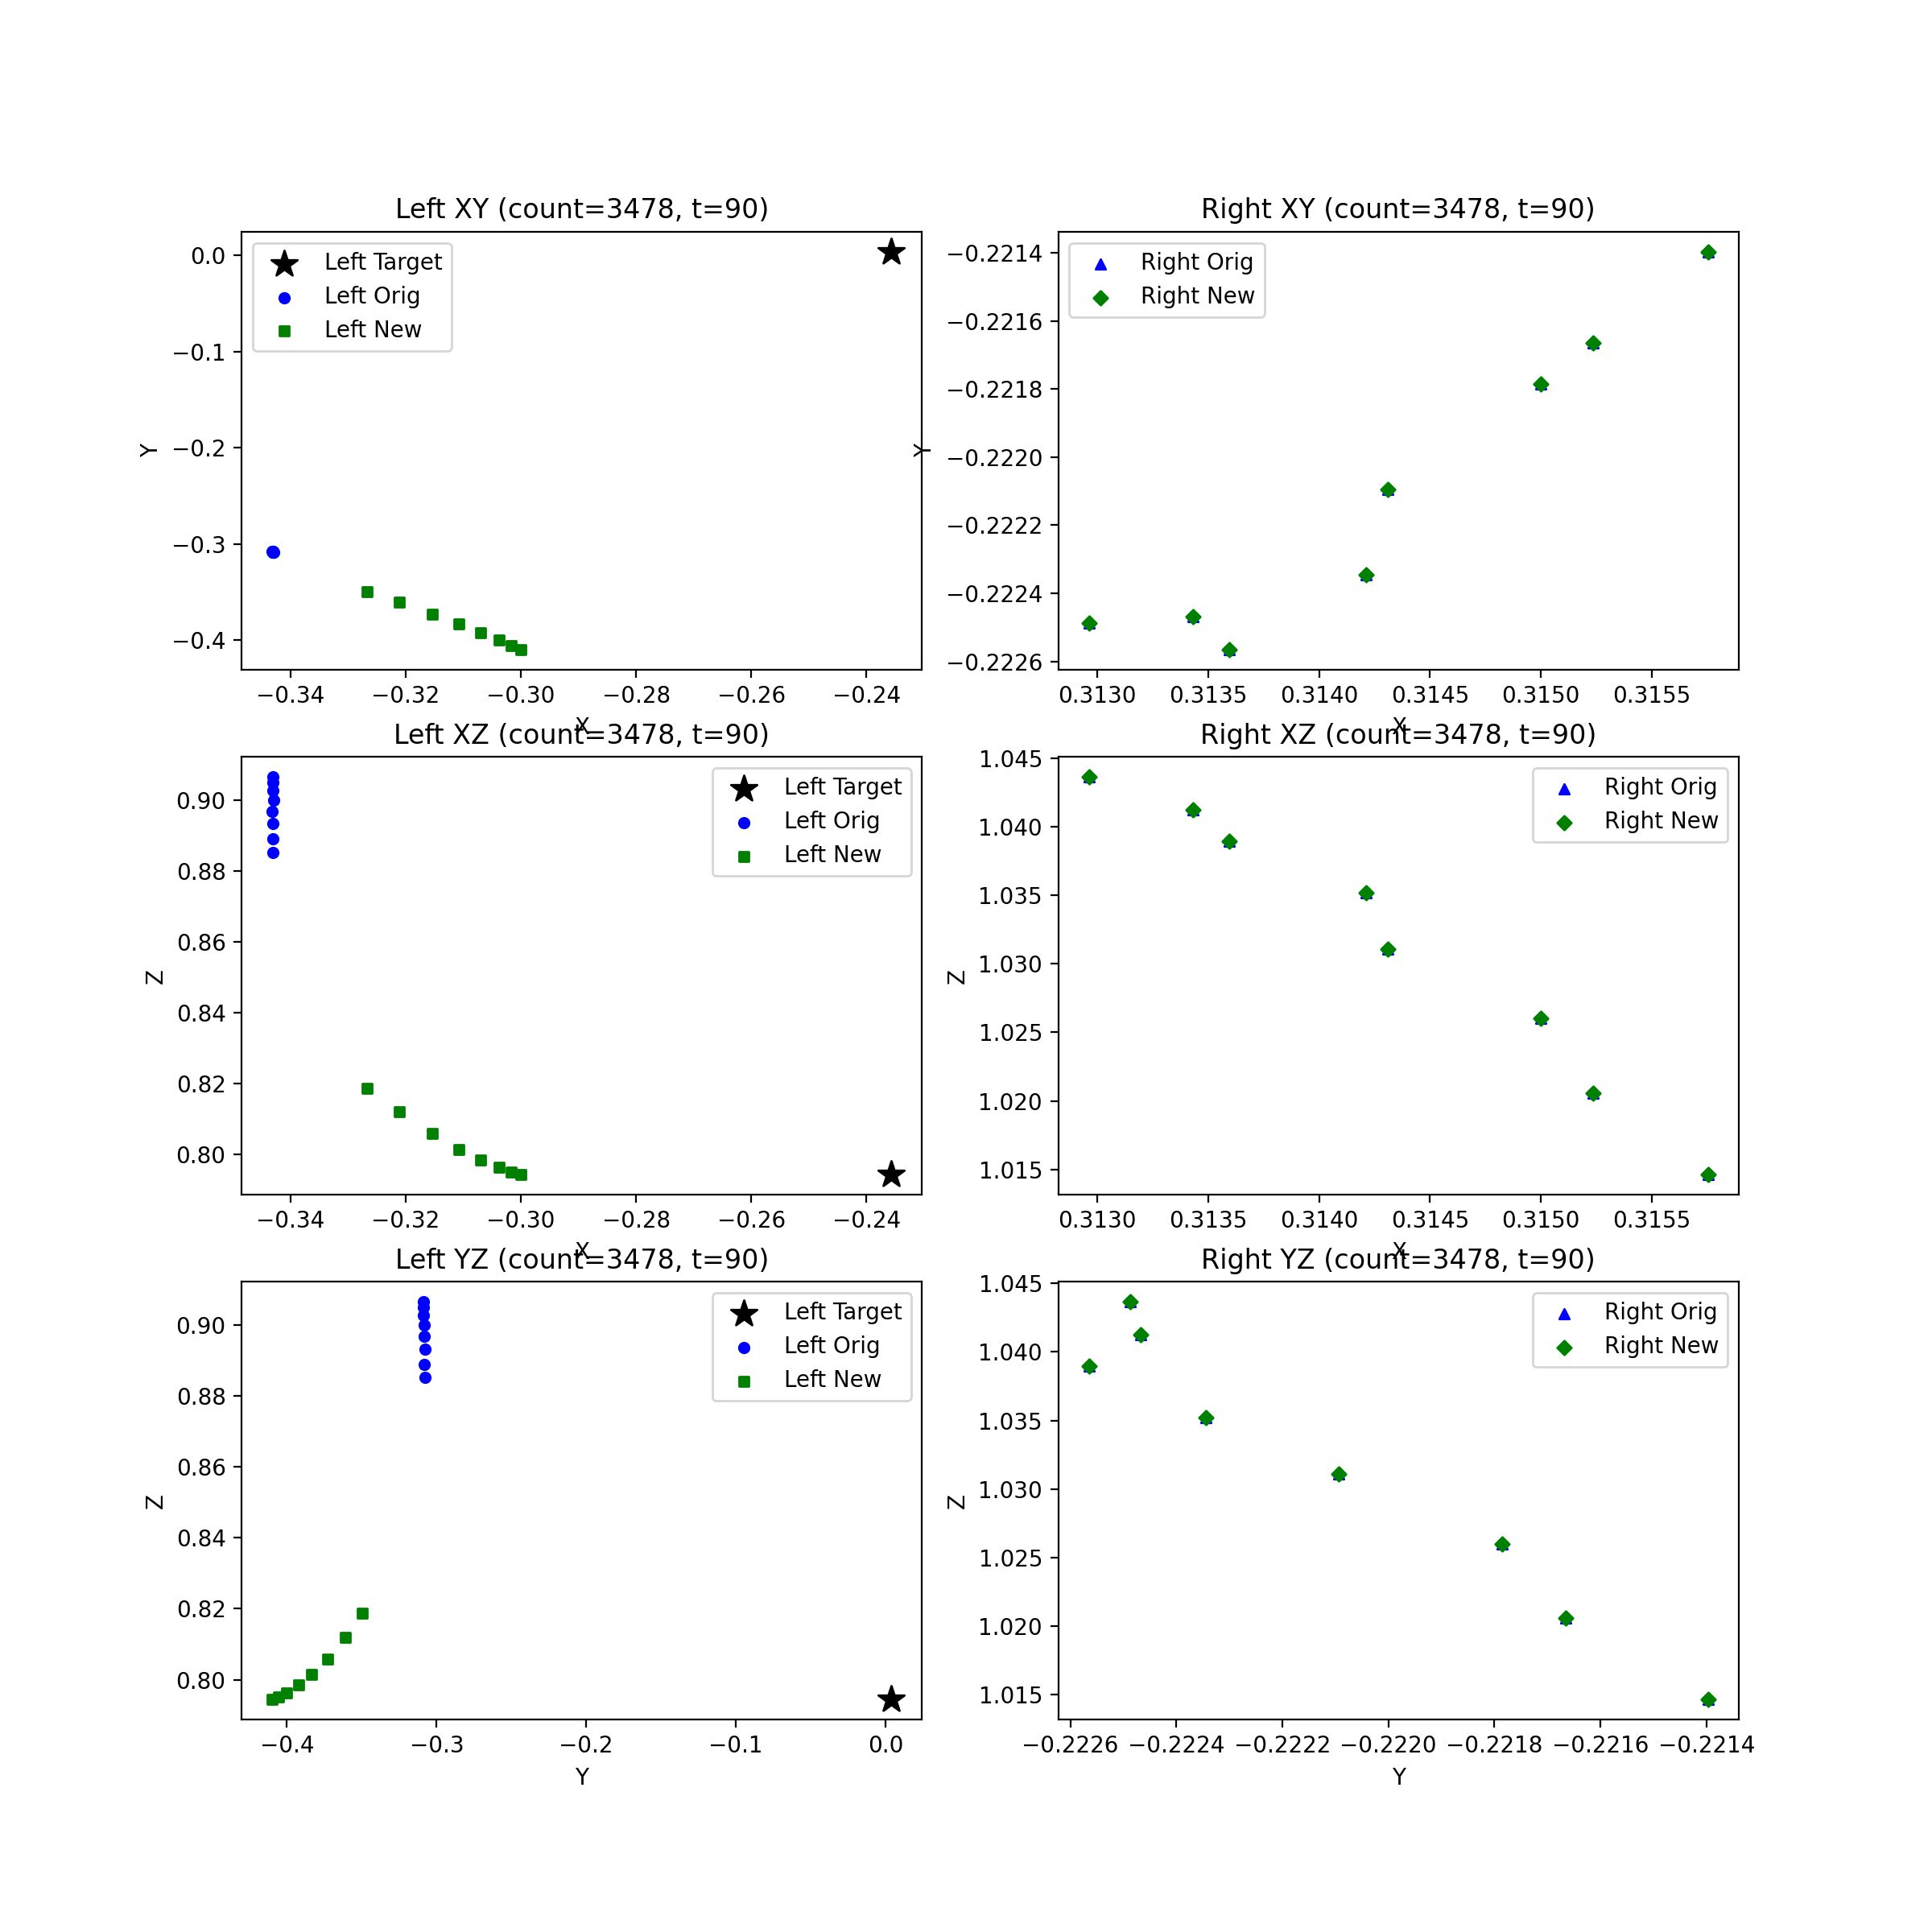 Left XY (count=3478, t=90)
Left Target
Left Orig
Left New
0.0
−0.1
−0.2
−0.3
−0.4
Y
−0.34
−0.32
−0.30
−0.28
−0.26
−0.24
X
Right XY (count=3478, t=90)
Right Orig
Right New
−0.2214
−0.2216
−0.2218
−0.2220
−0.2222
−0.2224
−0.2226
Y
0.3130
0.3135
0.3140
0.3145
0.3150
0.3155
X
Left XZ (count=3478, t=90)
Left Target
Left Orig
Left New
0.90
0.88
0.86
0.84
0.82
0.80
Z
−0.34
−0.32
−0.30
−0.28
−0.26
−0.24
X
Right XZ (count=3478, t=90)
Right Orig
Right New
1.045
1.040
1.035
1.030
1.025
1.020
1.015
Z
0.3130
0.3135
0.3140
0.3145
0.3150
0.3155
X
Left YZ (count=3478, t=90)
Left Target
Left Orig
Left New
0.90
0.88
0.86
0.84
0.82
0.80
Z
−0.4
−0.3
−0.2
−0.1
0.0
Y
Right YZ (count=3478, t=90)
Right Orig
Right New
1.045
1.040
1.035
1.030
1.025
1.020
1.015
Z
−0.2226
−0.2224
−0.2222
−0.2220
−0.2218
−0.2216
−0.2214
Y